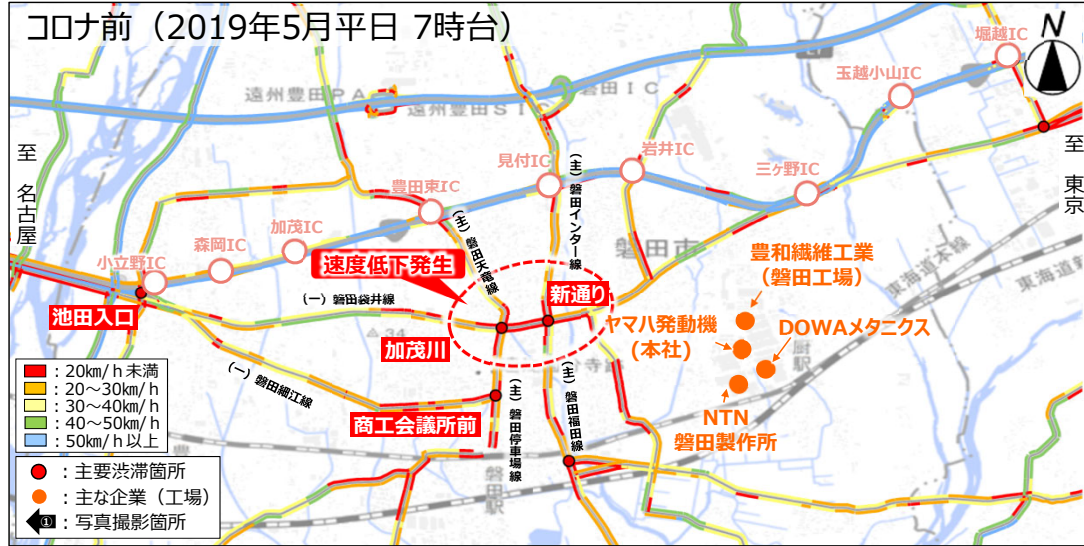 コロナ前（2019年5月平日 7時台）
N
堀越IC
玉越小山IC
磐田IC
遠州豊田PA
遠州豊田SIC
至
名古屋
至
東京
岩井IC
見付IC
三ヶ野IC
豊田東IC
加茂IC
森岡IC
小立野IC
(主) 磐田インター線
(主) 磐田天竜線
磐田市
東海道本線
東海道新
速度低下発生
新通り
(一) 磐田袋井線
池田入口
加茂川
34
豊和繊維工業
(磐田工場)
ヤマハ発動機
(本社)
DOWAメタニクス
NTN
磐田製作所
(一) 磐田細江線
商工会議所前
(主) 磐田停車場線
(主) 磐田福田線
磐田駅
：20km/h未満
：20～30km/h
：30～40km/h
：40～50km/h
：50km/h以上
：主要渋滞箇所
：主な企業（工場）
①：写真撮影箇所